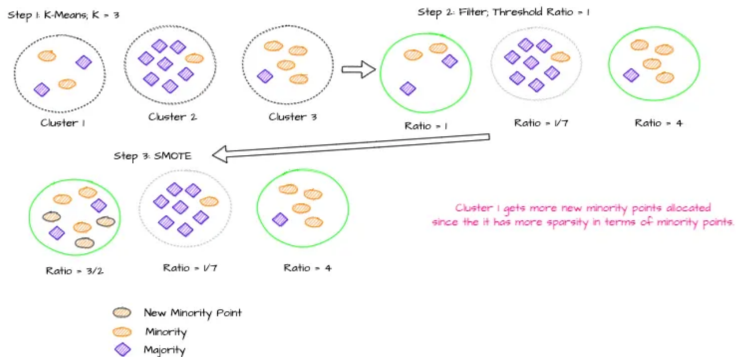 Step 1: K-Means, K = 3
Step 2: Filter, Threshold Ratio = 1
Cluster 1
Cluster 2
Cluster 3
Ratio = 1
Ratio = 1/7
Ratio = 4
Step 3: SMOTE
Cluster 1 gets more new minority points allocated
since the it has more sparsity in terms of minority points.
Ratio = 3/2
Ratio = 1/7
Ratio = 4
New Minority Point
Minority
Majority